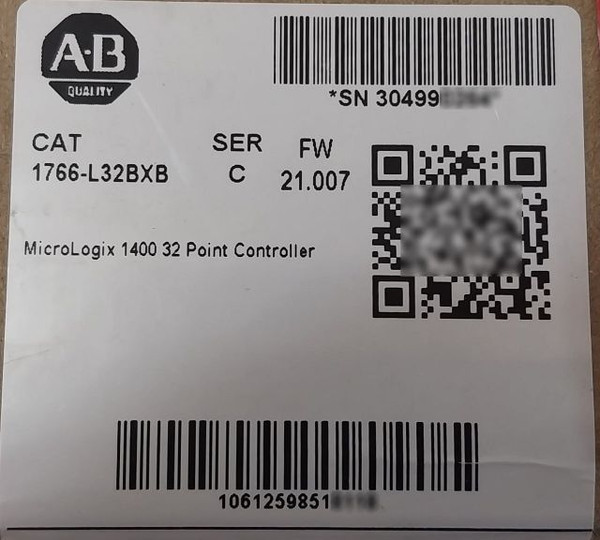 A·B
QUALITY
*SN 30499
CAT SER FW
1766-L32BXB C 21.007
MicroLogix 1400 32 Point Controller
1061259851